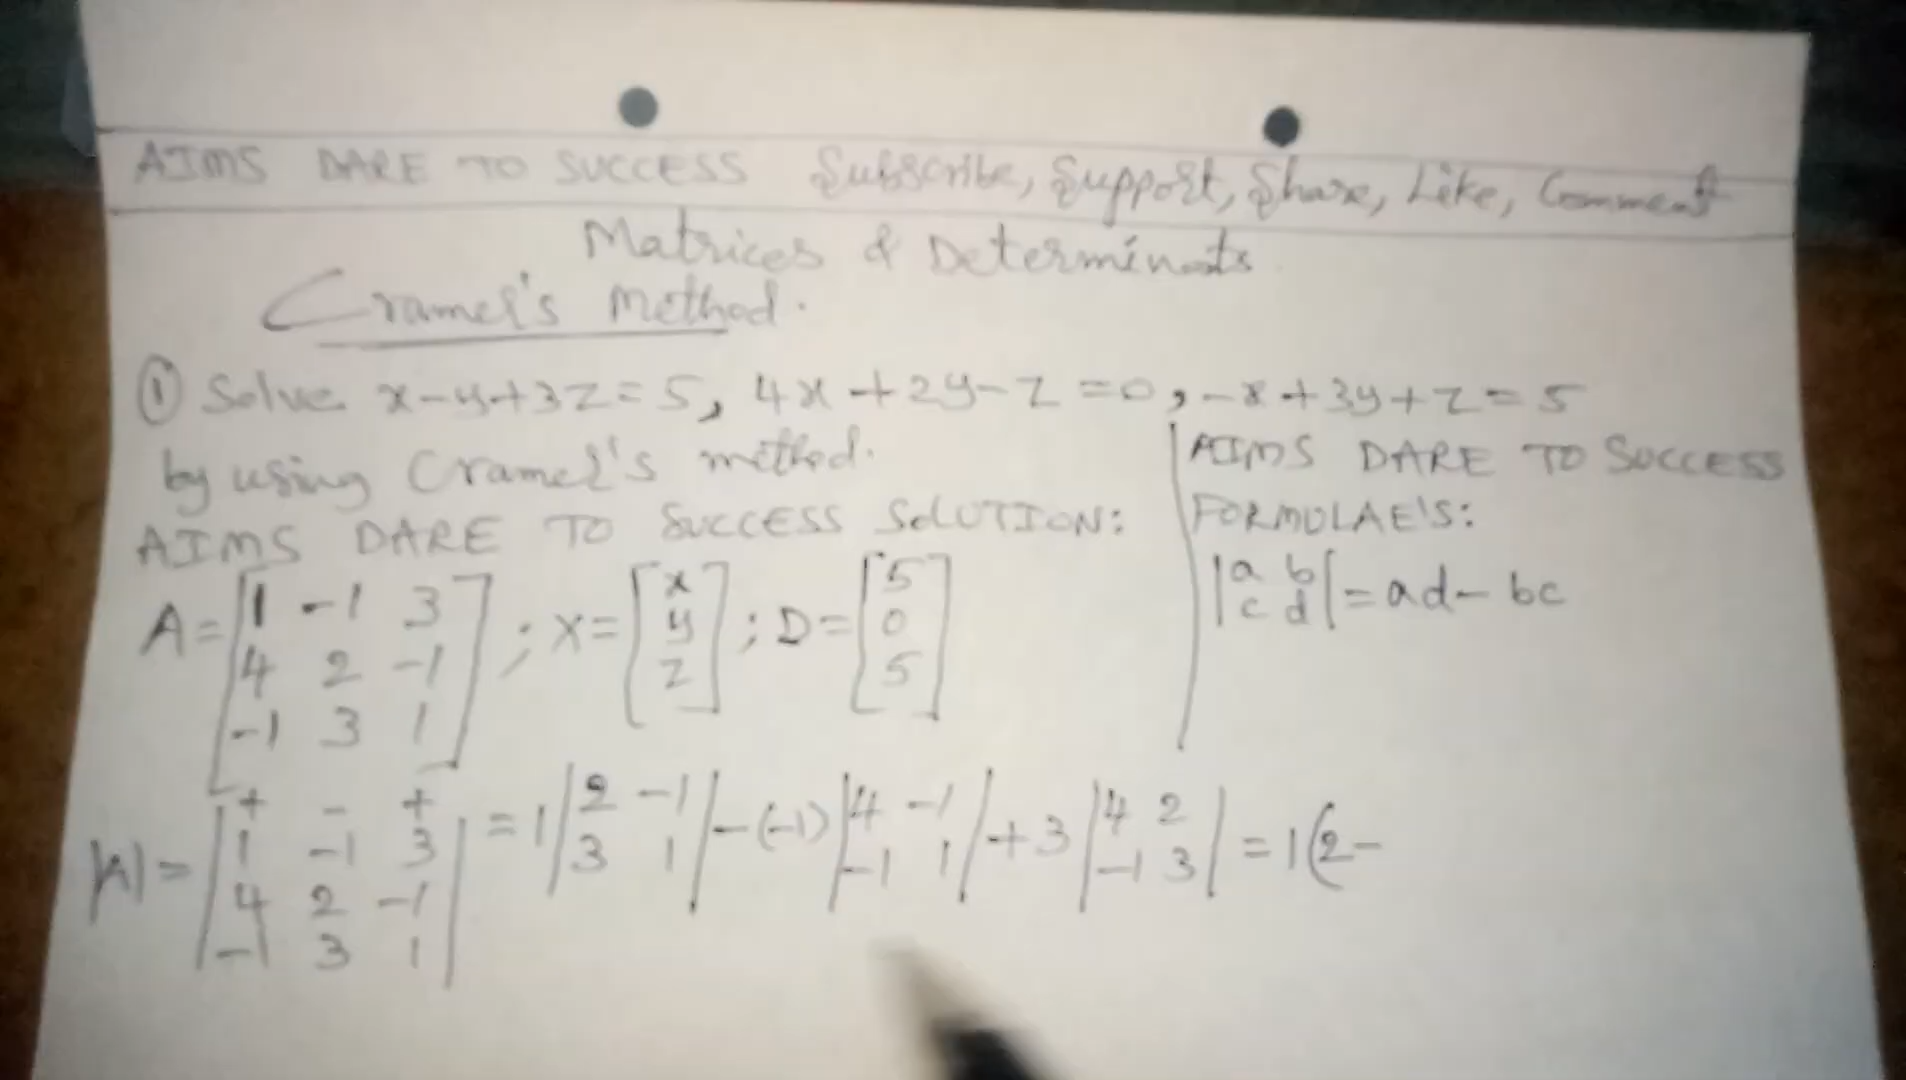 AIMS DARE TO SUCCESS Subscribe, Support, Share, Like, Comment
Matrices & Determinats
Cramer's Method.
① Solve x-y+3z=5, 4x+2y-z=0, -x+3y+z=5
by using Cramer's method.
AIMS DARE TO SUCCESS SOLUTION:
AIMS DARE TO SUCCESS
FORMULAE'S:
|a b| = ad - bc
|c d|
A = [1 -1 3] ; X = [x] ; D = [5]
[4 2 -1] [y] [0]
[-1 3 1] [z] [5]
+ - +
|A| = |1 -1 3| = 1 |2 -1| -(-1) |4 -1| +3 |4 2| = 1(2-
|4 2 -1| |3 1| |-1 1| |-1 3|
|-1 3 1|